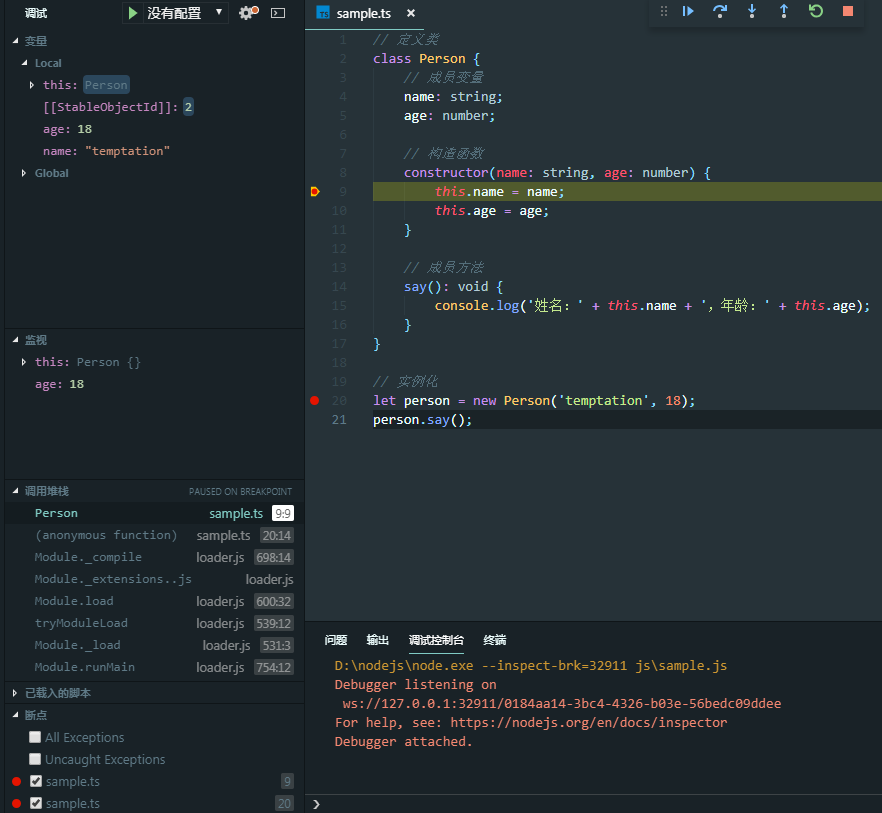 调试
没有配置
变量
Local
this: Person
[[StableObjectId]]: 2
age: 18
name: "temptation"
Global
监视
this: Person {}
age: 18
调用堆栈 PAUSED ON BREAKPOINT
Person sample.ts 9:9
(anonymous function) sample.ts 20:14
Module._compile loader.js 698:14
Module._extensions..js loader.js
Module.load loader.js 600:32
tryModuleLoad loader.js 539:12
Module._load loader.js 531:3
Module.runMain loader.js 754:12
已载入的脚本
断点
All Exceptions
Uncaught Exceptions
sample.ts 9
sample.ts 20
TS sample.ts ×
1 // 定义类
2 class Person {
3 // 成员变量
4 name: string;
5 age: number;
6
7 // 构造函数
8 constructor(name: string, age: number) {
9 this.name = name;
10 this.age = age;
11 }
12
13 // 成员方法
14 say(): void {
15 console.log('姓名：' + this.name + '，年龄：' + this.age);
16 }
17 }
18
19 // 实例化
20 let person = new Person('temptation', 18);
21 person.say();
问题 输出 调试控制台 终端
D:\nodejs\node.exe --inspect-brk=32911 js\sample.js
Debugger listening on
ws://127.0.0.1:32911/0184aa14-3bc4-4326-b03e-56bedc09ddee
For help, see: https://nodejs.org/en/docs/inspector
Debugger attached.